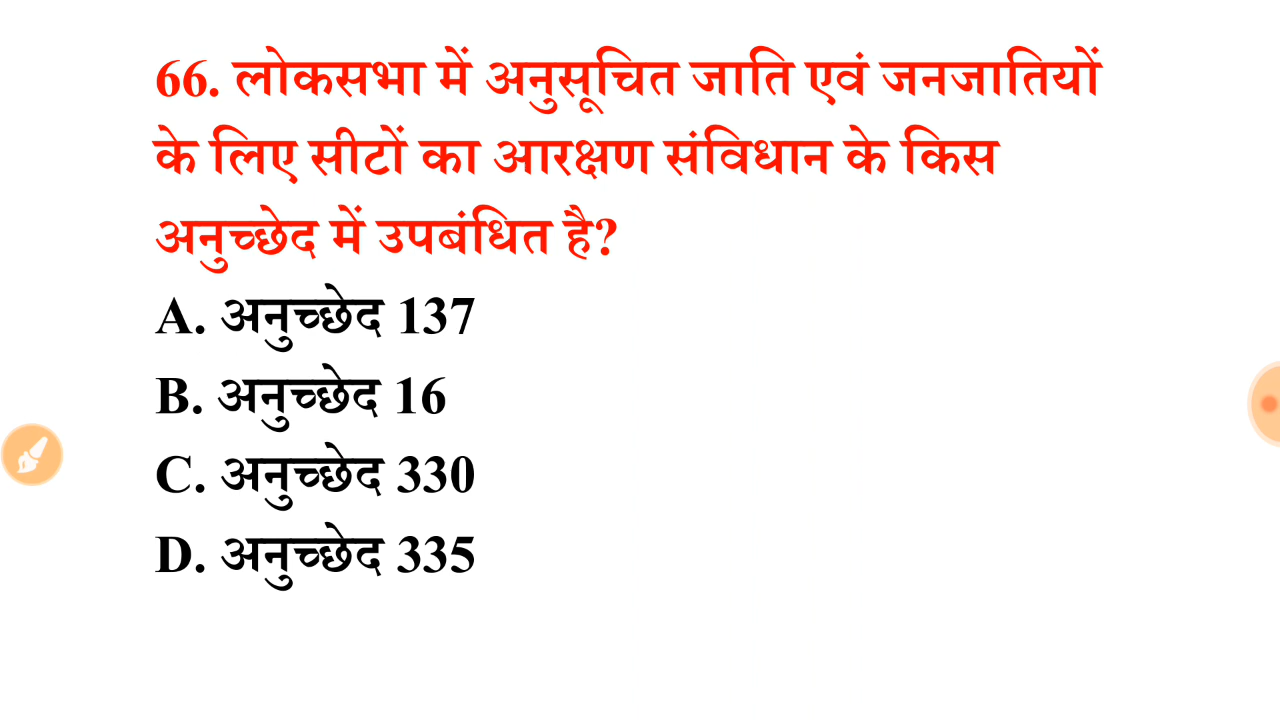 66. लोकसभा में अनुसूचित जाति एवं जनजातियों
के लिए सीटों का आरक्षण संविधान के किस
अनुच्छेद में उपबंधित है?
A. अनुच्छेद 137
B. अनुच्छेद 16
C. अनुच्छेद 330
D. अनुच्छेद 335